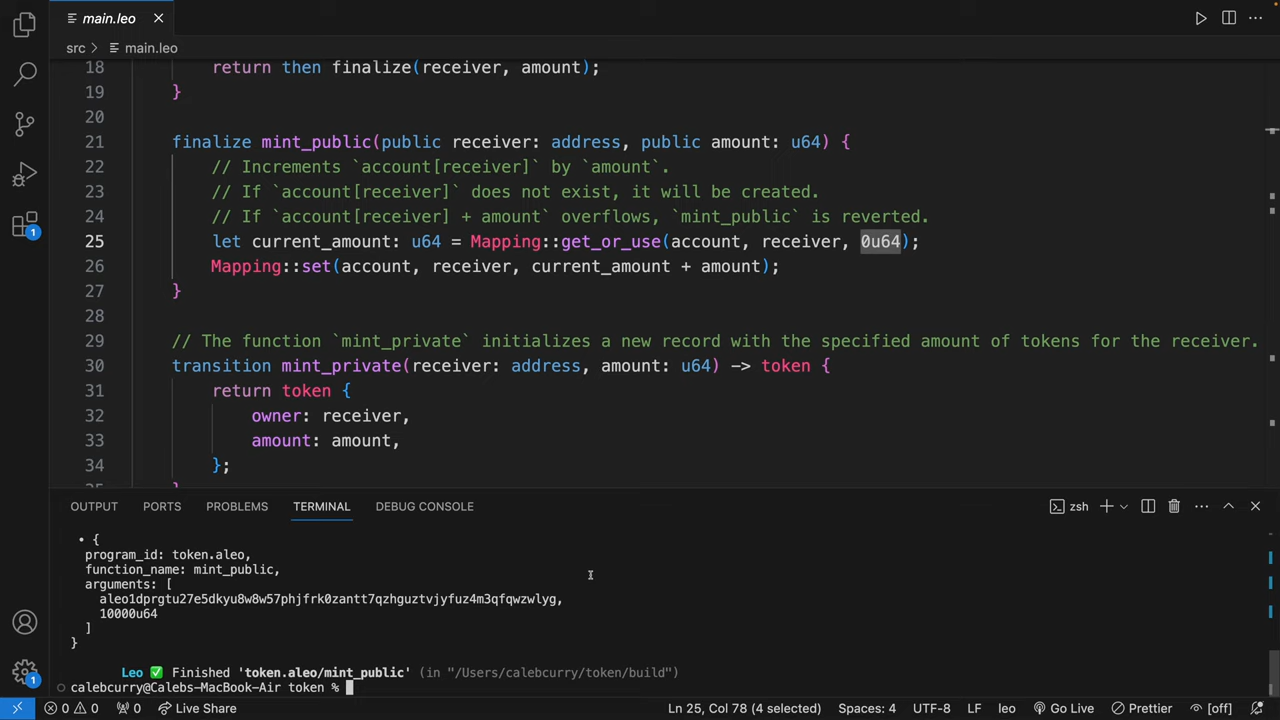 main.leo
src
main.leo
18 return then finalize(receiver, amount);
19 }
20
21 finalize mint_public(public receiver: address, public amount: u64) {
22 // Increments `account[receiver]` by `amount`.
23 // If `account[receiver]` does not exist, it will be created.
24 // If `account[receiver] + amount` overflows, `mint_public` is reverted.
25 let current_amount: u64 = Mapping::get_or_use(account, receiver, 0u64);
26 Mapping::set(account, receiver, current_amount + amount);
27 }
28
29 // The function `mint_private` initializes a new record with the specified amount of tokens for the receiver.
30 transition mint_private(receiver: address, amount: u64) -> token {
31 return token {
32 owner: receiver,
33 amount: amount,
34 };
OUTPUT PORTS PROBLEMS TERMINAL DEBUG CONSOLE zsh
• {
program_id: token.aleo,
function_name: mint_public,
arguments: [
aleo1dprgtu27e5dkyu8w8w57phjfrk0zantt7qzhguztvjyfuz4m3qfqwzwlyg,
10000u64
]
}
Leo ✅ Finished 'token.aleo/mint_public' (in "/Users/calebcurry/token/build")
calebcurry@Calebs-MacBook-Air token %
1
1
0 0 0 Live Share Ln 25, Col 78 (4 selected) Spaces: 4 UTF-8 LF leo Go Live Prettier [off]